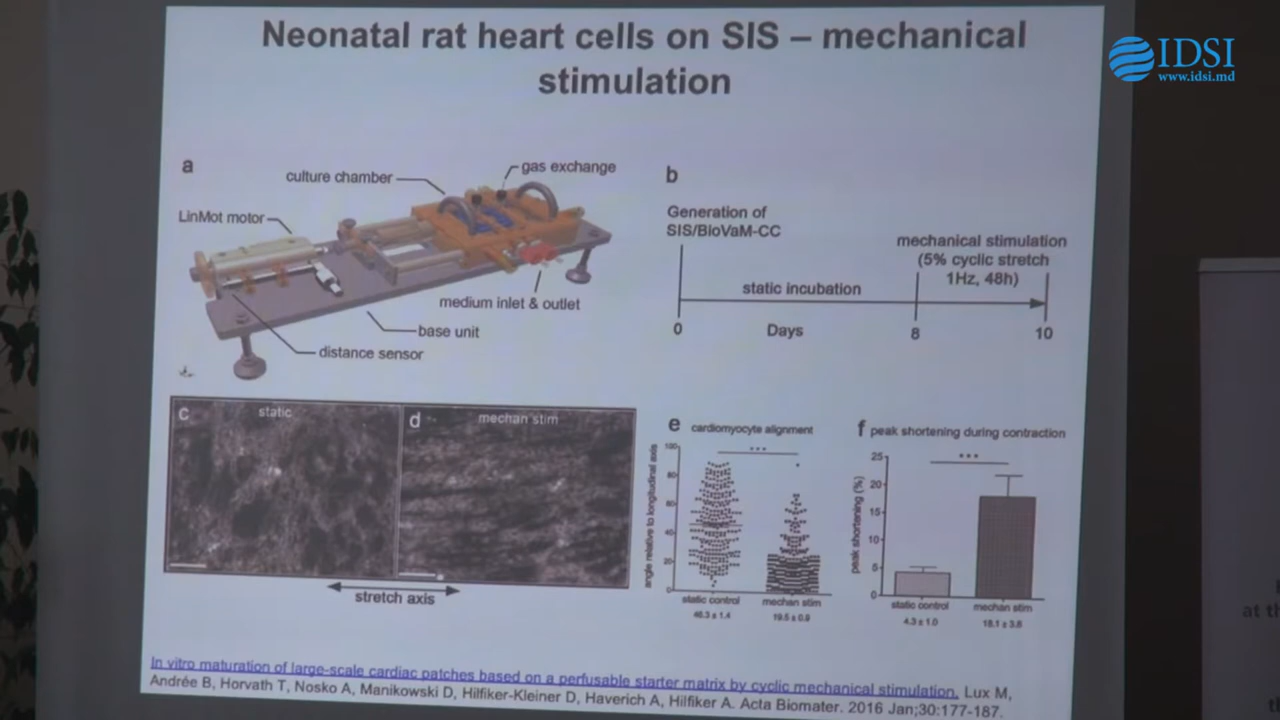 Neonatal rat heart cells on SIS – mechanical
stimulation
IDSI
www.idsi.md
a
culture chamber
gas exchange
LinMot motor
medium inlet & outlet
base unit
distance sensor
b
Generation of
SIS/BioVaM-CC
mechanical stimulation
(5% cyclic stretch
1Hz, 48h)
static incubation
0
Days
8
10
c
static
d
mechan stim
stretch axis
e
cardiomyocyte alignment
***
angle relative to longitudinal axis
100
80
60
40
20
0
static control
mechan stim
19.5 ± 0.9
f
peak shortening during contraction
***
peak shortening (%)
25
20
15
10
5
0
static control
mechan stim
4.3 ± 1.0
18.1 ± 3.8
In vitro maturation of large-scale cardiac patches based on a perfusable starter matrix by cyclic mechanical stimulation. Lux M,
Andrée B, Horvath T, Nosko A, Manikowski D, Hilfiker-Kleiner D, Haverich A, Hilfiker A. Acta Biomater. 2016 Jan;30:177-187.
at